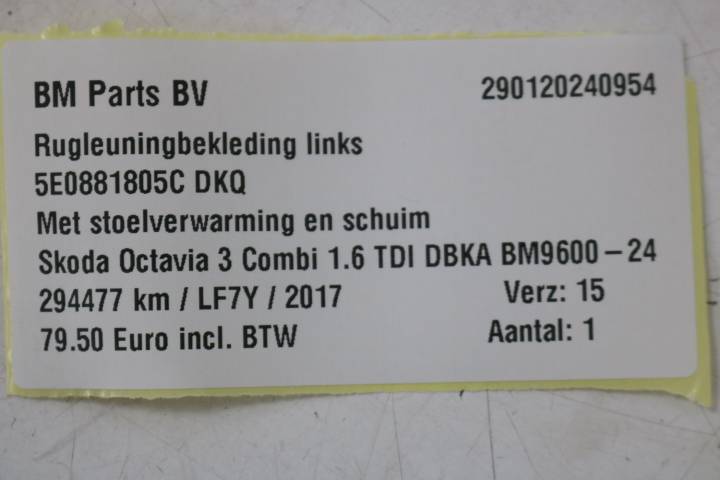 BM Parts BV 290120240954
Rugleuningbekleding links
5E0881805C DKQ
Met stoelverwarming en schuim
Skoda Octavia 3 Combi 1.6 TDI DBKA BM9600-24
294477 km / LF7Y / 2017 Verz: 15
79.50 Euro incl. BTW Aantal: 1